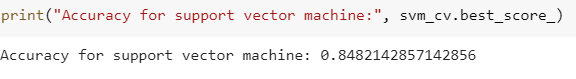 print("Accuracy for support vector machine:", svm_cv.best_score_)
Accuracy for support vector machine: 0.8482142857142856